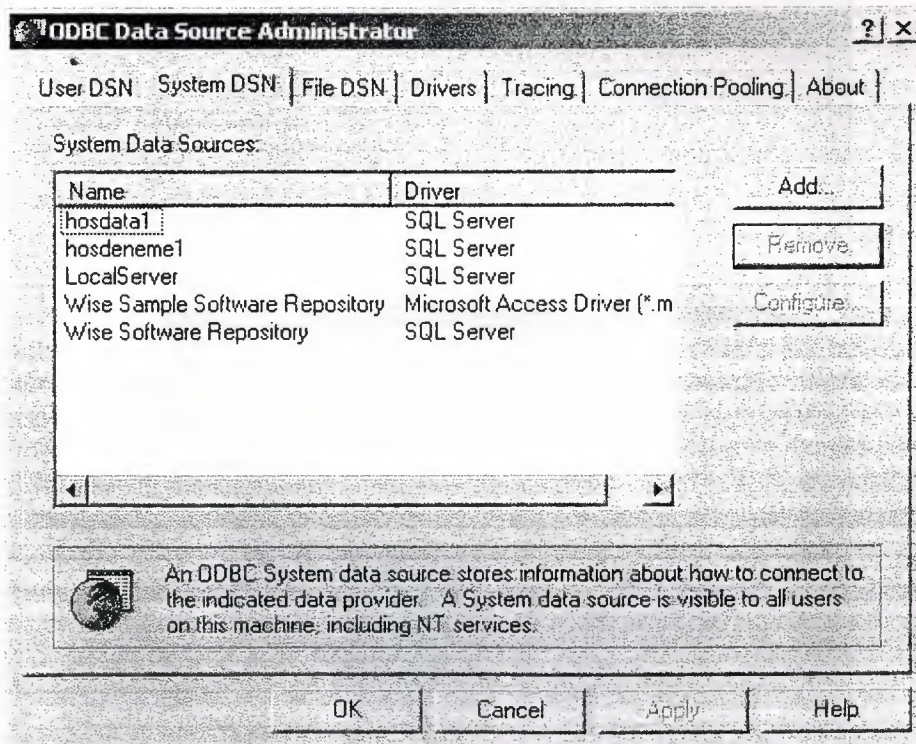 ODBC Data Source Administrator ? ×
User DSN System DSN File DSN Drivers Tracing Connection Pooling About
System Data Sources:
Name Driver
hosdata1 SQL Server
hosdeneme1 SQL Server
LocalServer SQL Server
Wise Sample Software Repository Microsoft Access Driver (*.m
Wise Software Repository SQL Server
Add...
Remove
Configure...
An ODBC System data source stores information about how to connect to
the indicated data provider. A System data source is visible to all users
on this machine, including NT services.
OK Cancel Apply Help